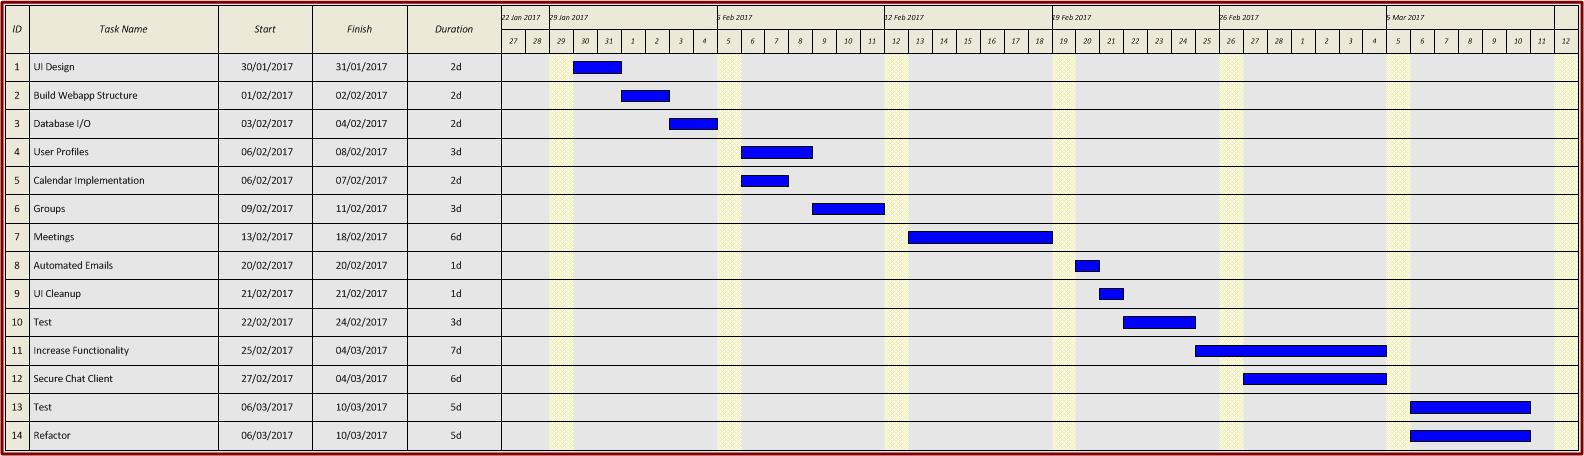 ID Task Name Start Finish Duration 22 Jan 2017 29 Jan 2017 5 Feb 2017 12 Feb 2017 19 Feb 2017 26 Feb 2017 5 Mar 2017
27 28 29 30 31 1 2 3 4 5 6 7 8 9 10 11 12 13 14 15 16 17 18 19 20 21 22 23 24 25 26 27 28 1 2 3 4 5 6 7 8 9 10 11 12
1 UI Design 30/01/2017 31/01/2017 2d
2 Build Webapp Structure 01/02/2017 02/02/2017 2d
3 Database I/O 03/02/2017 04/02/2017 2d
4 User Profiles 06/02/2017 08/02/2017 3d
5 Calendar Implementation 06/02/2017 07/02/2017 2d
6 Groups 09/02/2017 11/02/2017 3d
7 Meetings 13/02/2017 18/02/2017 6d
8 Automated Emails 20/02/2017 20/02/2017 1d
9 UI Cleanup 21/02/2017 21/02/2017 1d
10 Test 22/02/2017 24/02/2017 3d
11 Increase Functionality 25/02/2017 04/03/2017 7d
12 Secure Chat Client 27/02/2017 04/03/2017 6d
13 Test 06/03/2017 10/03/2017 5d
14 Refactor 06/03/2017 10/03/2017 5d